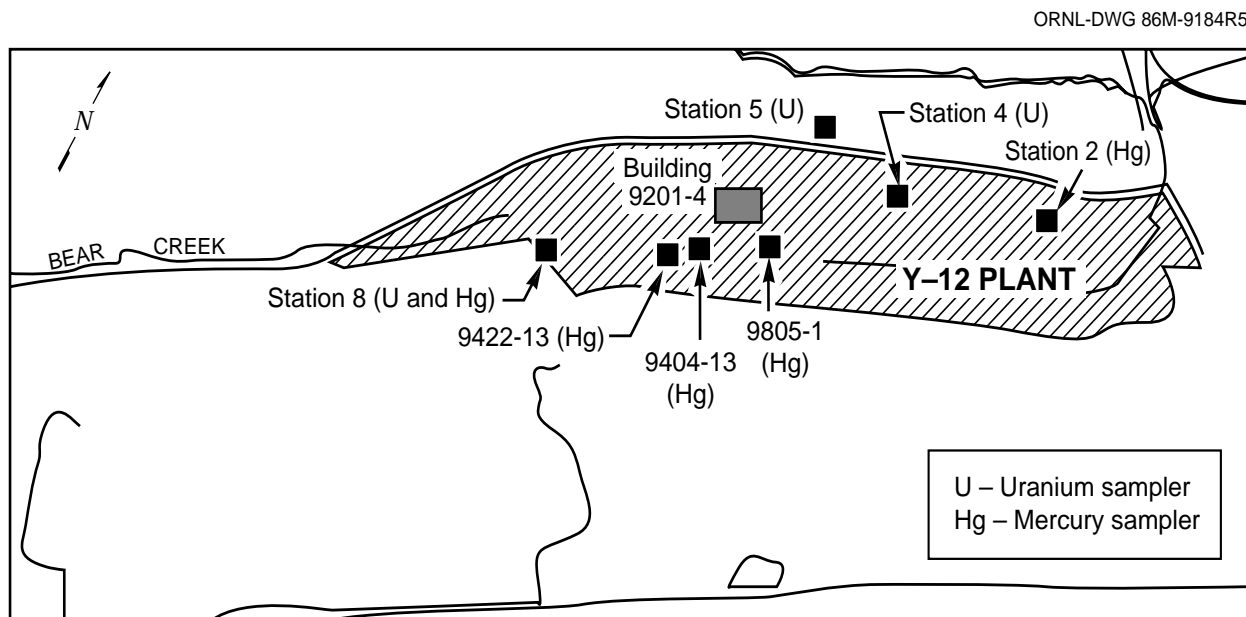 ORNL-DWG 86M-9184R5
N
Station 5 (U)
Station 4 (U)
Station 2 (Hg)
Building
9201-4
BEAR CREEK
Station 8 (U and Hg)
Y–12 PLANT
9422-13 (Hg)
9404-13
(Hg)
9805-1
(Hg)
U – Uranium sampler
Hg – Mercury sampler